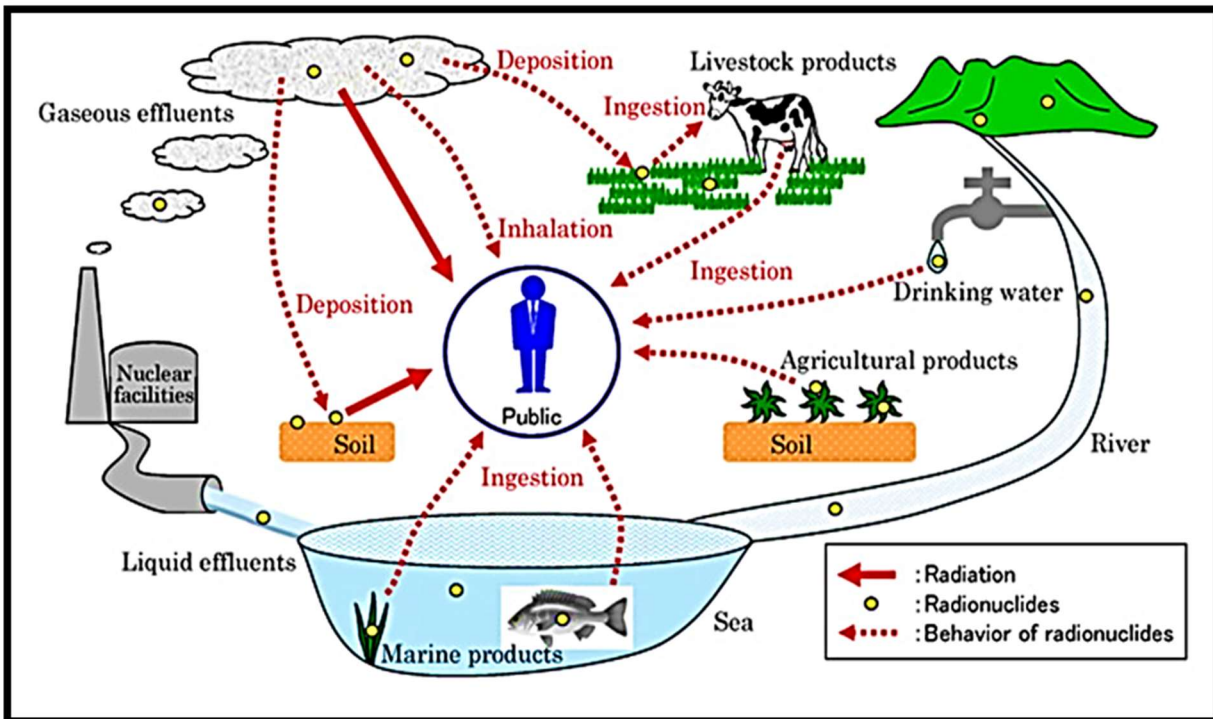 Deposition
Livestock products
Ingestion
Gaseous effluents
Inhalation
Ingestion
Drinking water
Deposition
Agricultural products
Nuclear
facilities
Public
Soil
Soil
River
Ingestion
Liquid effluents
Sea
Marine products
:Radiation
:Radionuclides
:Behavior of radionuclides